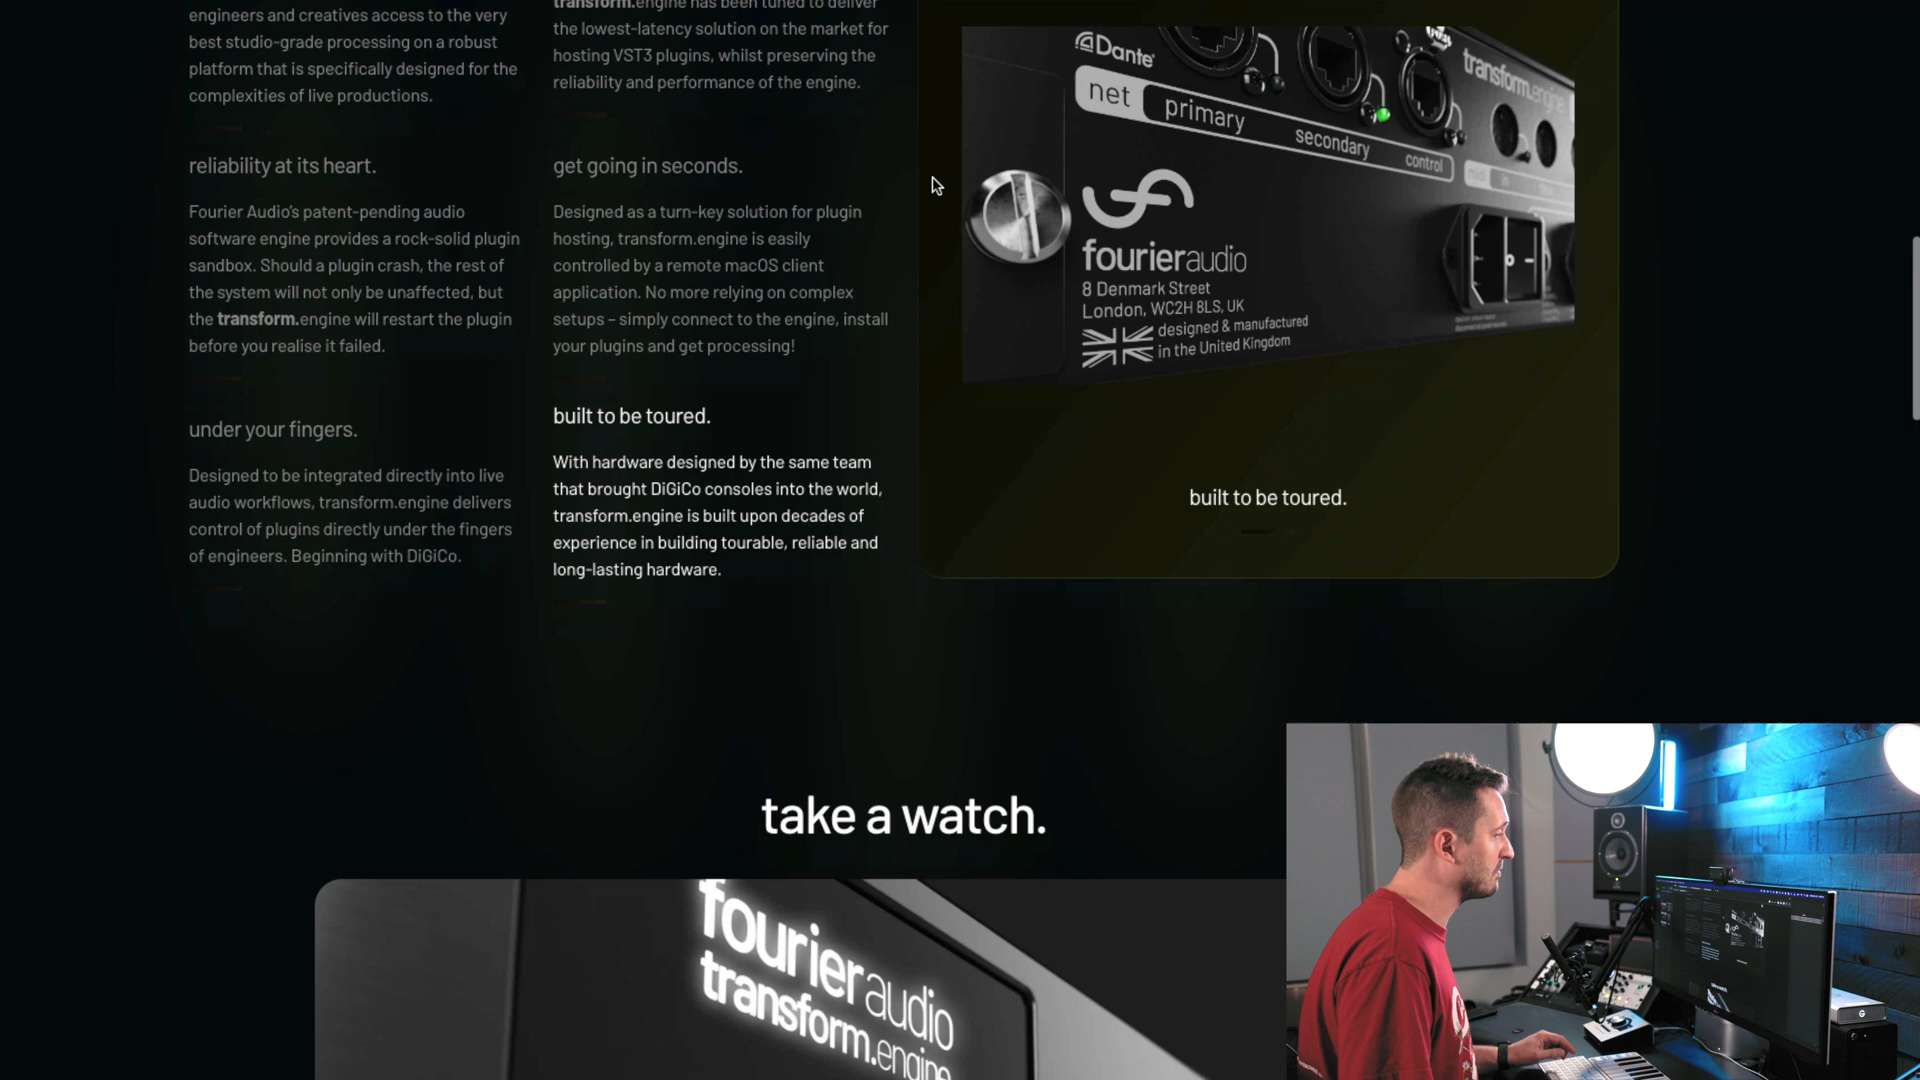 engineers and creatives access to the very
best studio-grade processing on a robust
platform that is specifically designed for the
complexities of live productions.
reliability at its heart.
Fourier Audio's patent-pending audio
software engine provides a rock-solid plugin
sandbox. Should a plugin crash, the rest of
the system will not only be unaffected, but
the transform.engine will restart the plugin
before you realise it failed.
under your fingers.
Designed to be integrated directly into live
audio workflows, transform.engine delivers
control of plugins directly under the fingers
of engineers. Beginning with DiGiCo.
transform.engine has been tuned to deliver
the lowest-latency solution on the market for
hosting VST3 plugins, whilst preserving the
reliability and performance of the engine.
get going in seconds.
Designed as a turn-key solution for plugin
hosting, transform.engine is easily
controlled by a remote macOS client
application. No more relying on complex
setups – simply connect to the engine, install
your plugins and get processing!
built to be toured.
With hardware designed by the same team
that brought DiGiCo consoles into the world,
transform.engine is built upon decades of
experience in building tourable, reliable and
long-lasting hardware.
Dante
transform.engine
net primary secondary control
midi in
fourieraudio
8 Denmark Street
London, WC2H 8LS, UK
designed & manufactured
in the United Kingdom
built to be toured.
take a watch.
fourieraudio
transform.engine